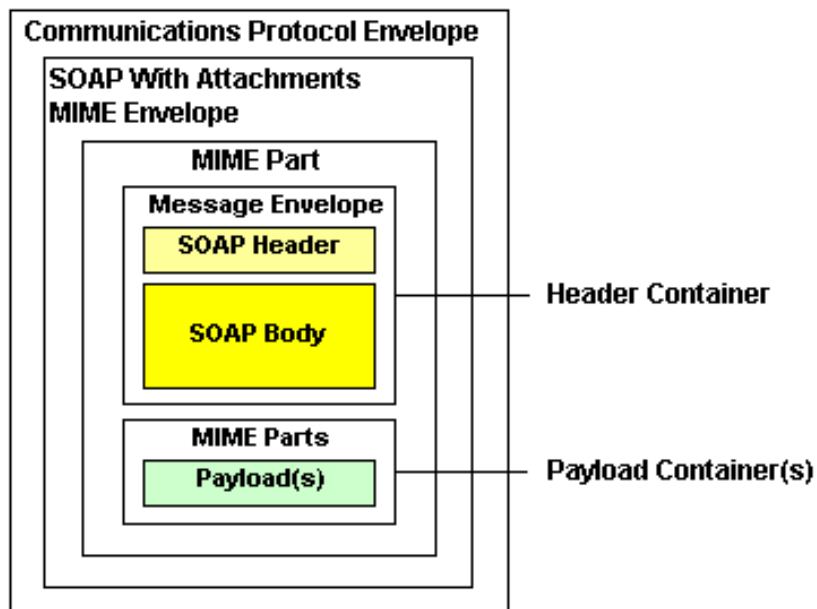 Communications Protocol Envelope
SOAP With Attachments
MIME Envelope
MIME Part
Message Envelope
SOAP Header
SOAP Body
Header Container
MIME Parts
Payload(s)
Payload Container(s)